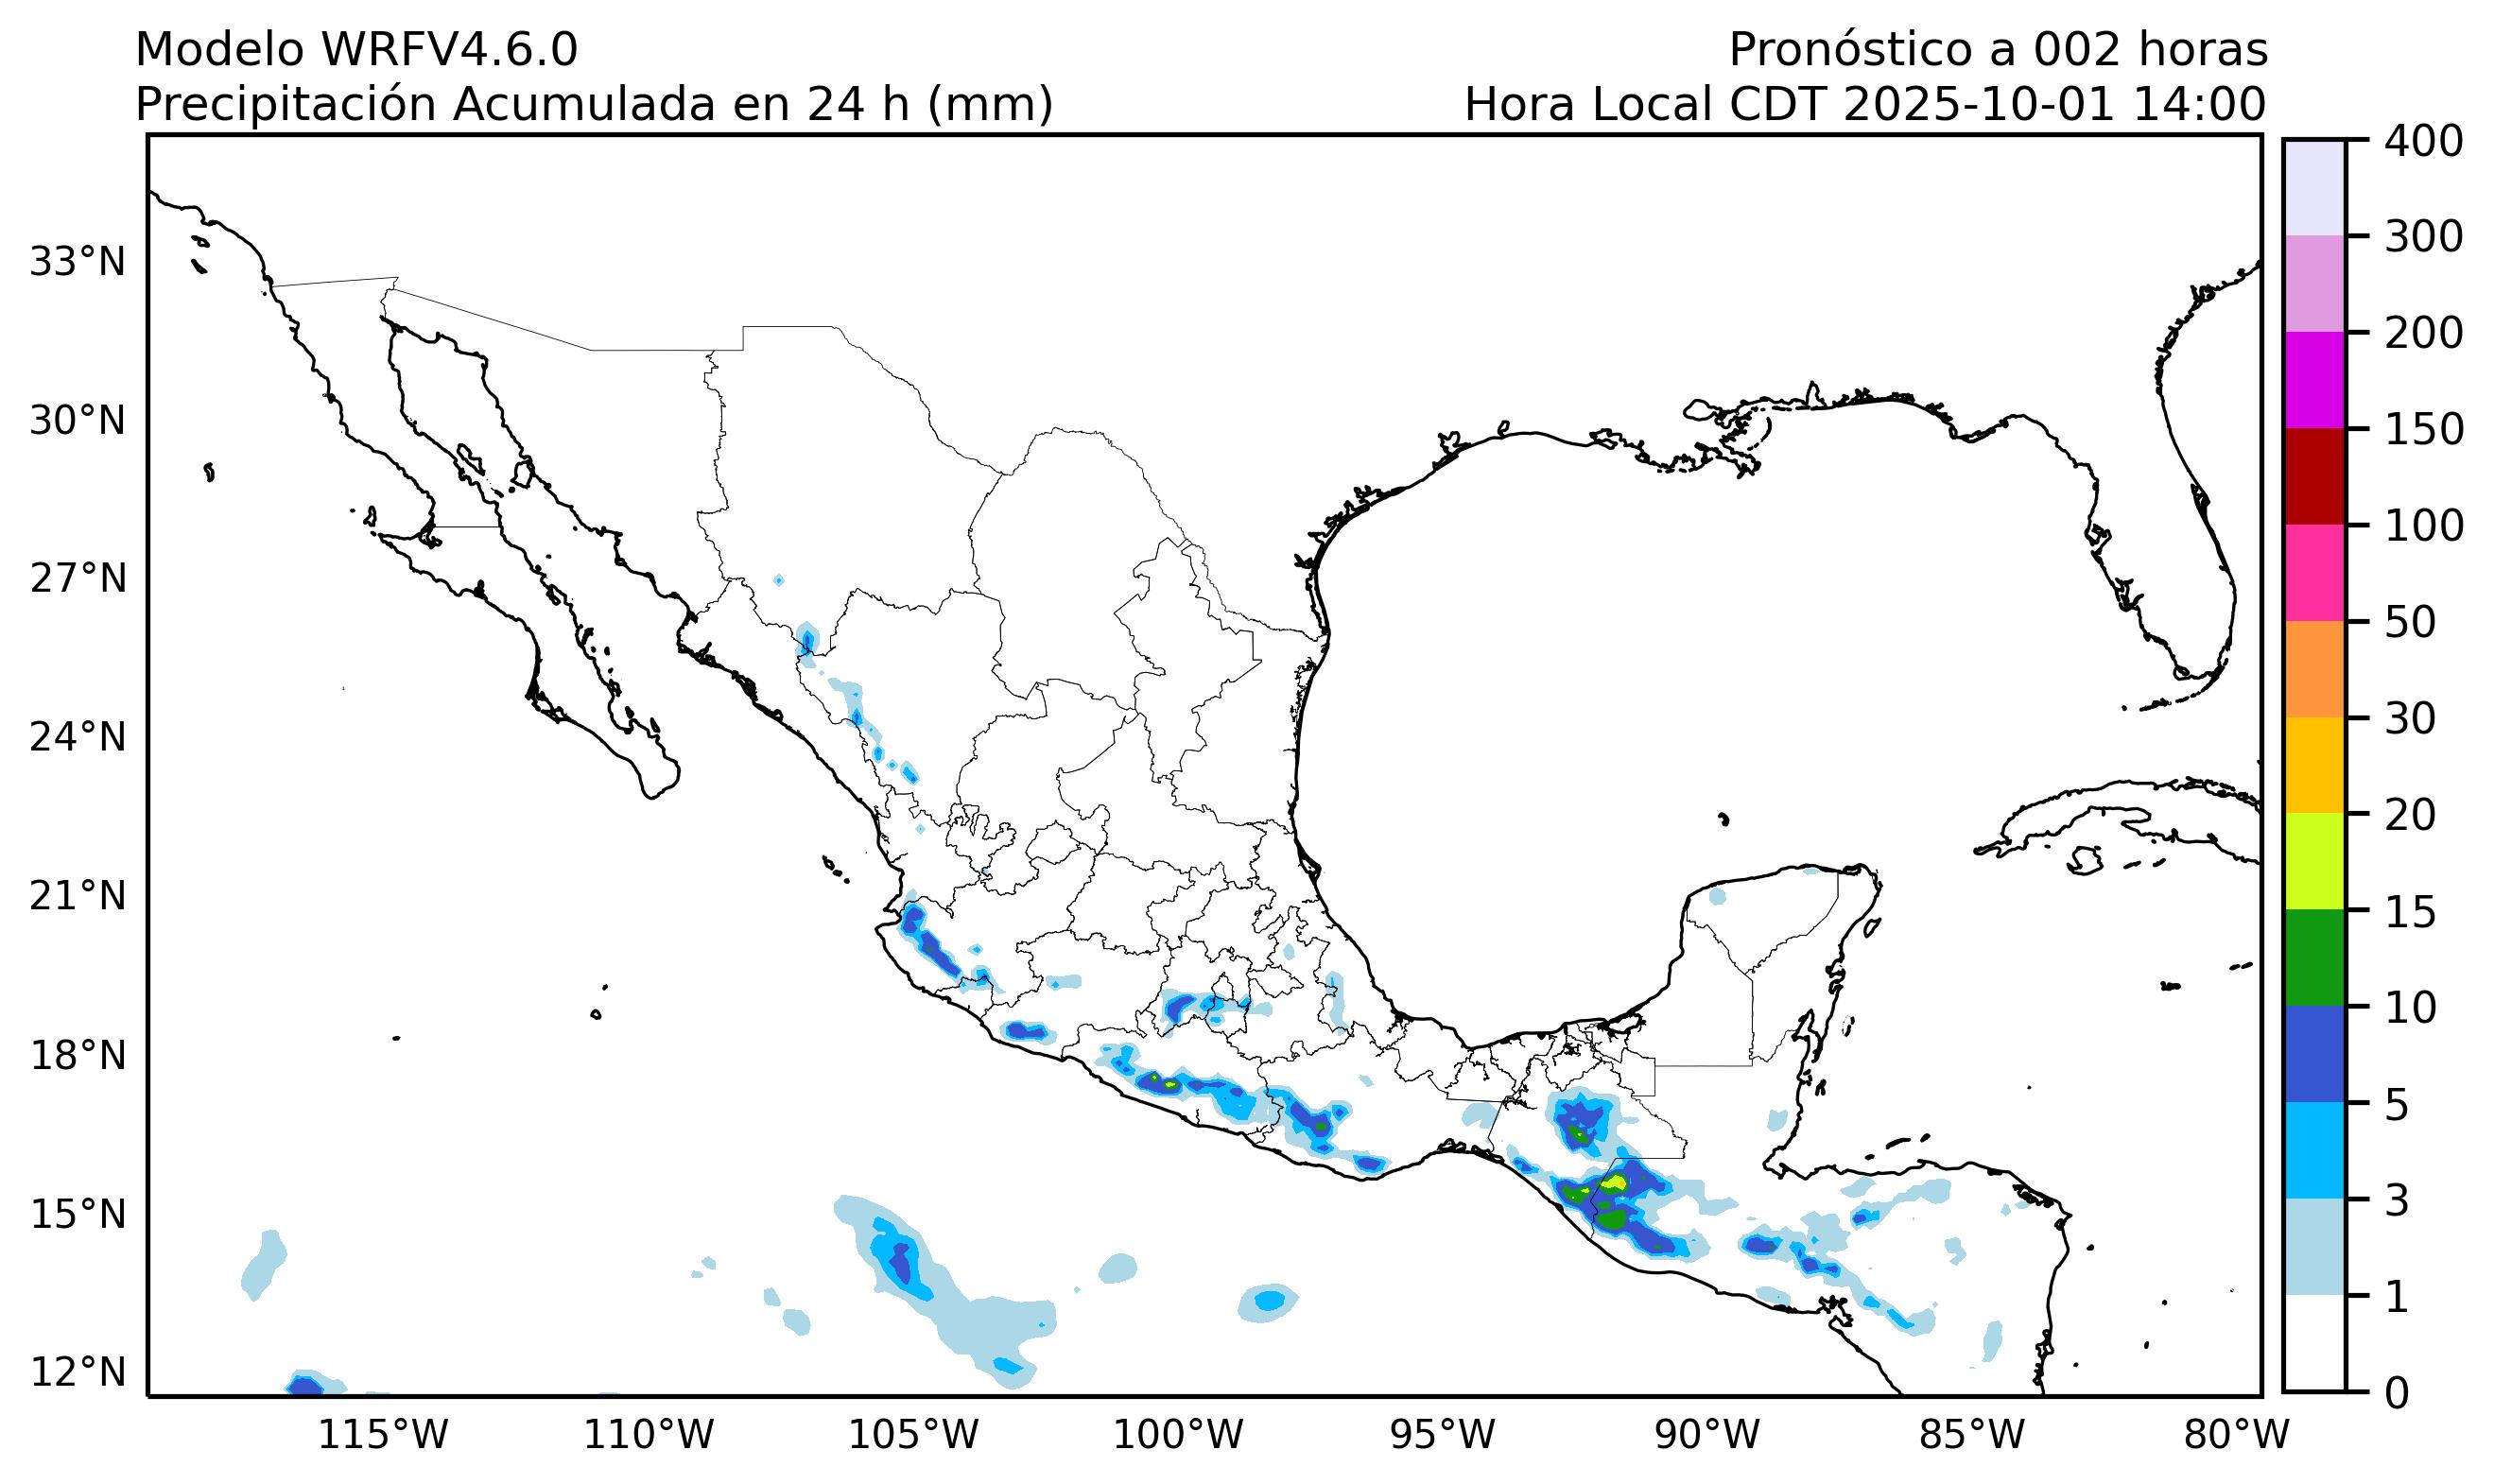 Modelo WRFV4.6.0
Pronóstico a 002 horas
Precipitación Acumulada en 24 h (mm)
Hora Local CDT 2025-10-01 14:00
33°N
30°N
27°N
24°N
21°N
18°N
15°N
12°N
115°W
110°W
105°W
100°W
95°W
90°W
85°W
80°W
400
300
200
150
100
50
30
20
15
10
5
3
1
0